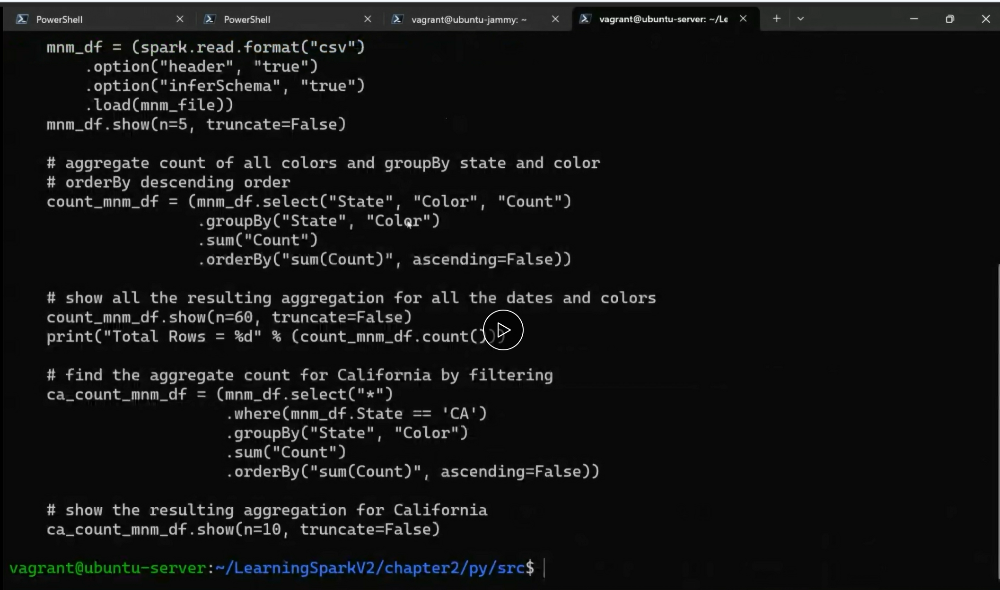 PowerShell
PowerShell
vagrant@ubuntu-jammy: ~
vagrant@ubuntu-server: ~/Le
mnm_df = (spark.read.format("csv")
.option("header", "true")
.option("inferSchema", "true")
.load(mnm_file))
mnm_df.show(n=5, truncate=False)
# aggregate count of all colors and groupBy state and color
# orderBy descending order
count_mnm_df = (mnm_df.select("State", "Color", "Count")
.groupBy("State", "Color")
.sum("Count")
.orderBy("sum(Count)", ascending=False))
# show all the resulting aggregation for all the dates and colors
count_mnm_df.show(n=60, truncate=False)
print("Total Rows = %d" % (count_mnm_df.count()))
# find the aggregate count for California by filtering
ca_count_mnm_df = (mnm_df.select("*")
.where(mnm_df.State == 'CA')
.groupBy("State", "Color")
.sum("Count")
.orderBy("sum(Count)", ascending=False))
# show the resulting aggregation for California
ca_count_mnm_df.show(n=10, truncate=False)
vagrant@ubuntu-server:~/LearningSparkV2/chapter2/py/src$